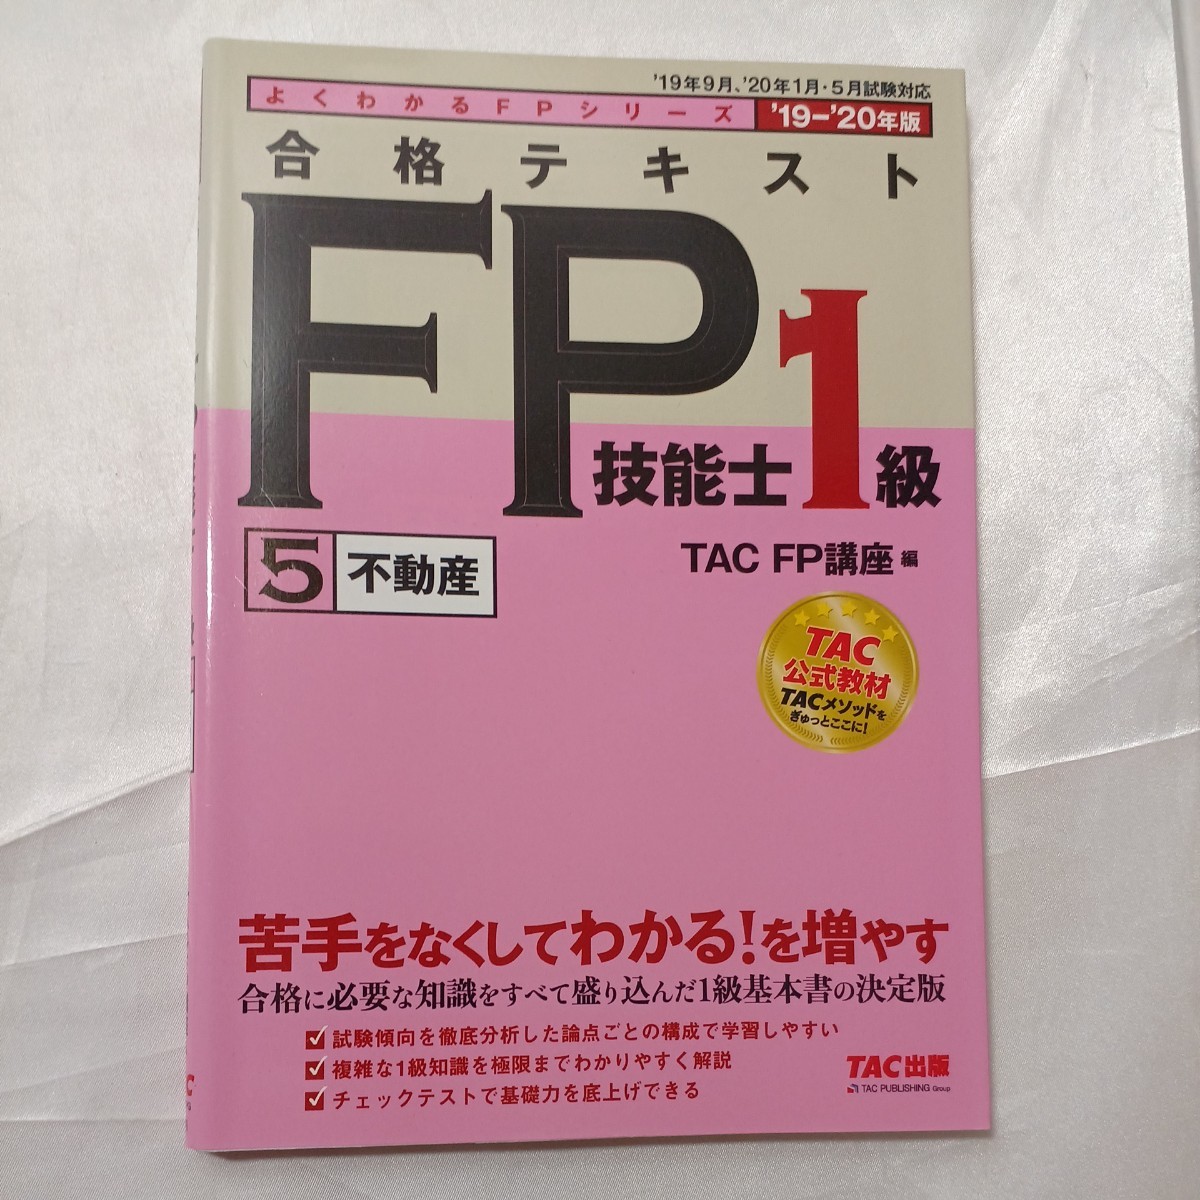 '19年9月、'20年1月・5月試験対応
よくわかるFPシリーズ '19-'20年版
合格テキスト
FP技能士1級
5 不動産
TAC FP講座 編
TAC
公式教材
TACメソッドを
ぎゅっとここに!
苦手をなくしてわかる!を増やす
合格に必要な知識をすべて盛り込んだ1級基本書の決定版
試験傾向を徹底分析した論点ごとの構成で学習しやすい
複雑な1級知識を極限までわかりやすく解説
チェックテストで基礎力を底上げできる
TAC出版
TAC PUBLISHING Group